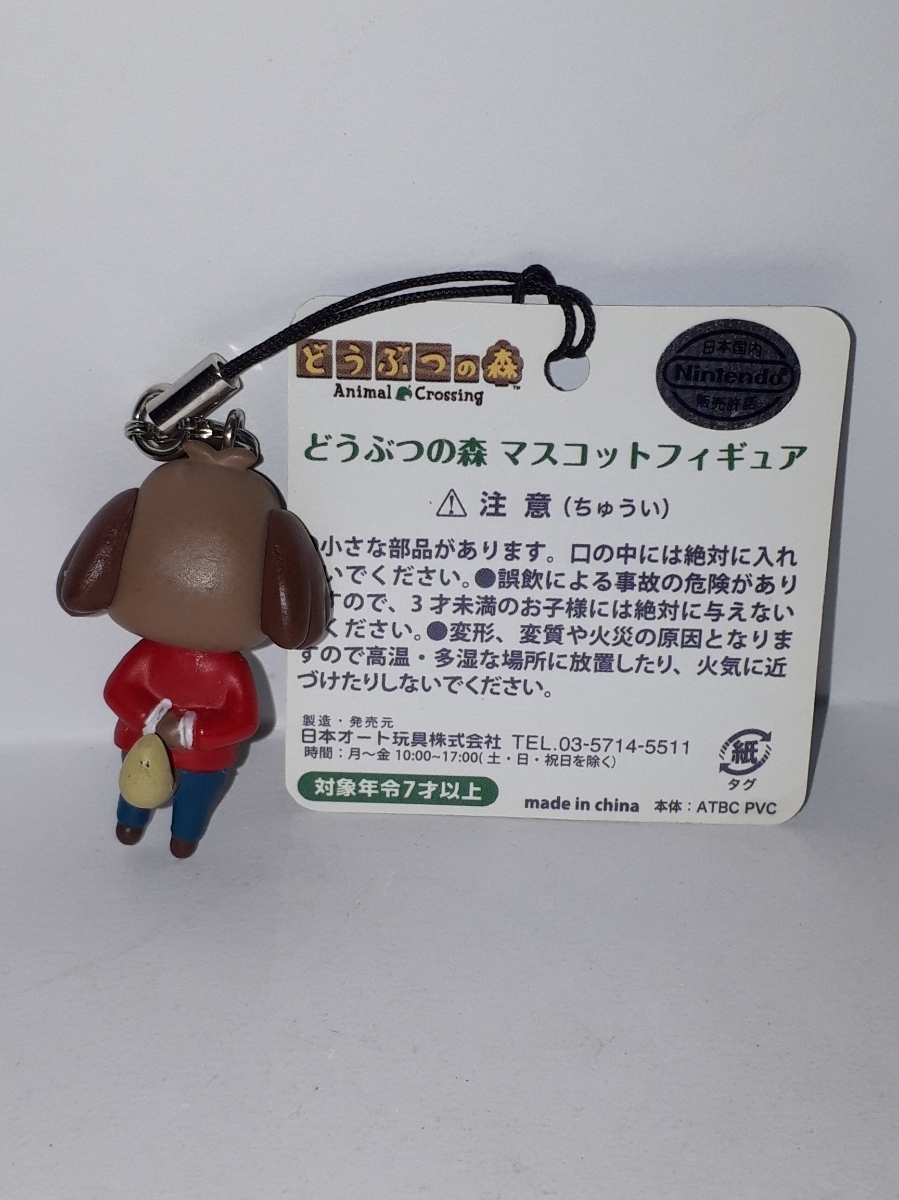 どうぶつの森™
Animal Crossing
日本国内
Nintendo®
販売許諾
どうぶつの森 マスコットフィギュア
⚠ 注 意 (ちゅうい)
小さな部品があります。口の中には絶対に入れ
いでください。●誤飲による事故の危険があり
すので、3才未満のお子様には絶対に与えない
ください。●変形、変質や火災の原因となりま
すので高温・多湿な場所に放置したり、火気に近
づけたりしないでください。
製造・発売元
日本オート玩具株式会社 TEL.03-5714-5511
時間：月～金 10:00~17:00(土・日・祝日を除く)
紙
タグ
対象年令7才以上
made in china 本体：ATBC PVC